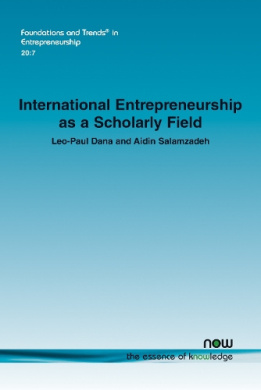 Foundations and Trends® in
Entrepreneurship
20:7
International Entrepreneurship
as a Scholarly Field
Leo-Paul Dana and Aidin Salamzadeh
now
the essence of knowledge